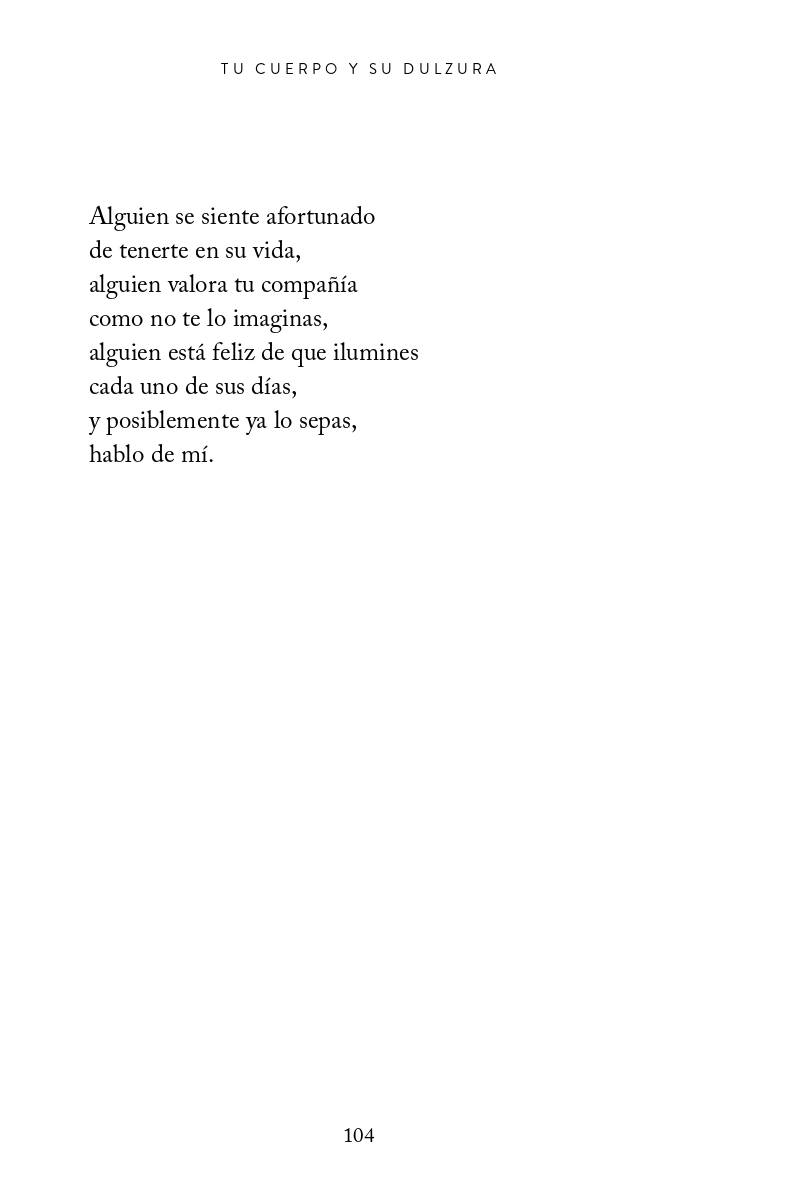 TU CUERPO Y SU DULZURA
Alguien se siente afortunado
de tenerte en su vida,
alguien valora tu compañía
como no te lo imaginas,
alguien está feliz de que ilumines
cada uno de sus días,
y posiblemente ya lo sepas,
hablo de mí.
104